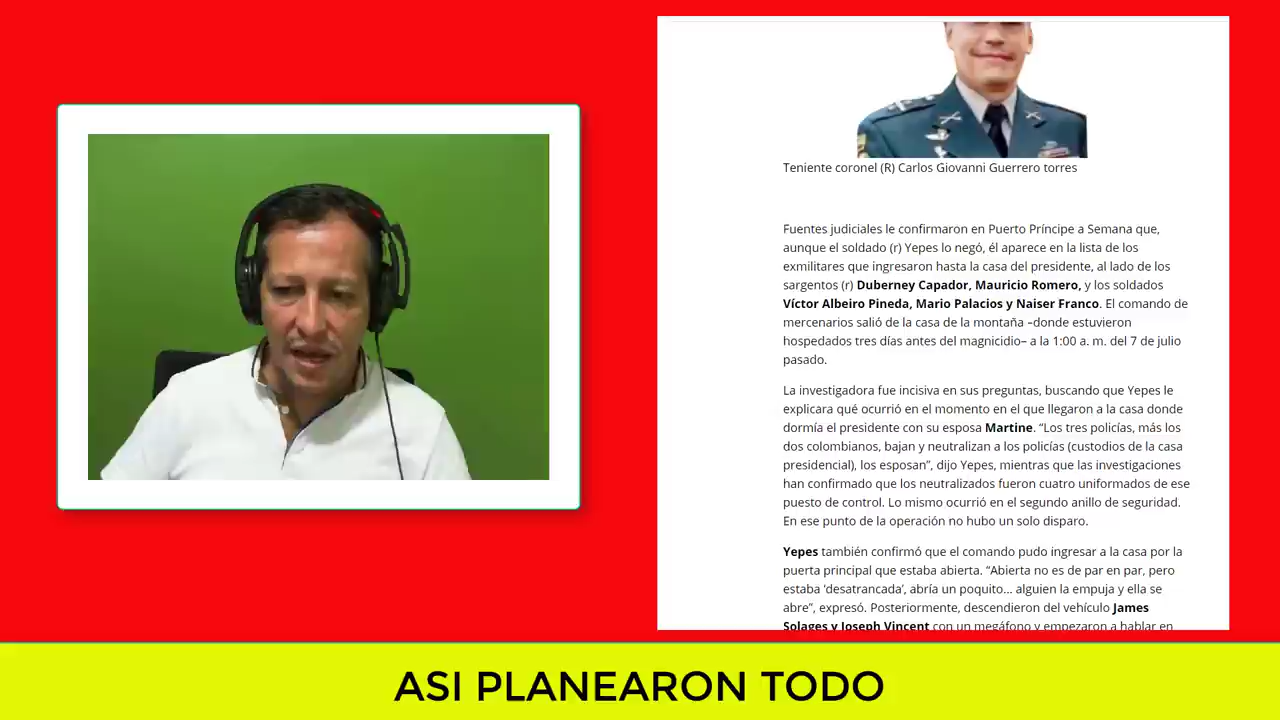 Teniente coronel (R) Carlos Giovanni Guerrero torres
Fuentes judiciales le confirmaron en Puerto Príncipe a Semana que,
aunque el soldado (r) Yepes lo negó, él aparece en la lista de los
exmilitares que ingresaron hasta la casa del presidente, al lado de los
sargentos (r) Duberney Capador, Mauricio Romero, y los soldados
Víctor Albeiro Pineda, Mario Palacios y Naiser Franco. El comando de
mercenarios salió de la casa de la montaña –donde estuvieron
hospedados tres días antes del magnicidio– a la 1:00 a. m. del 7 de julio
pasado.
La investigadora fue incisiva en sus preguntas, buscando que Yepes le
explicara qué ocurrió en el momento en el que llegaron a la casa donde
dormía el presidente con su esposa Martine. “Los tres policías, más los
dos colombianos, bajan y neutralizan a los policías (custodios de la casa
presidencial), los esposan”, dijo Yepes, mientras que las investigaciones
han confirmado que los neutralizados fueron cuatro uniformados de ese
puesto de control. Lo mismo ocurrió en el segundo anillo de seguridad.
En ese punto de la operación no hubo un solo disparo.
Yepes también confirmó que el comando pudo ingresar a la casa por la
puerta principal que estaba abierta. “Abierta no es de par en par, pero
estaba ‘desatrancada’, abría un poquito... alguien la empuja y ella se
abre”, expresó. Posteriormente, descendieron del vehículo James
Solages y Joseph Vincent con un megáfono y empezaron a hablar en
ASI PLANEARON TODO